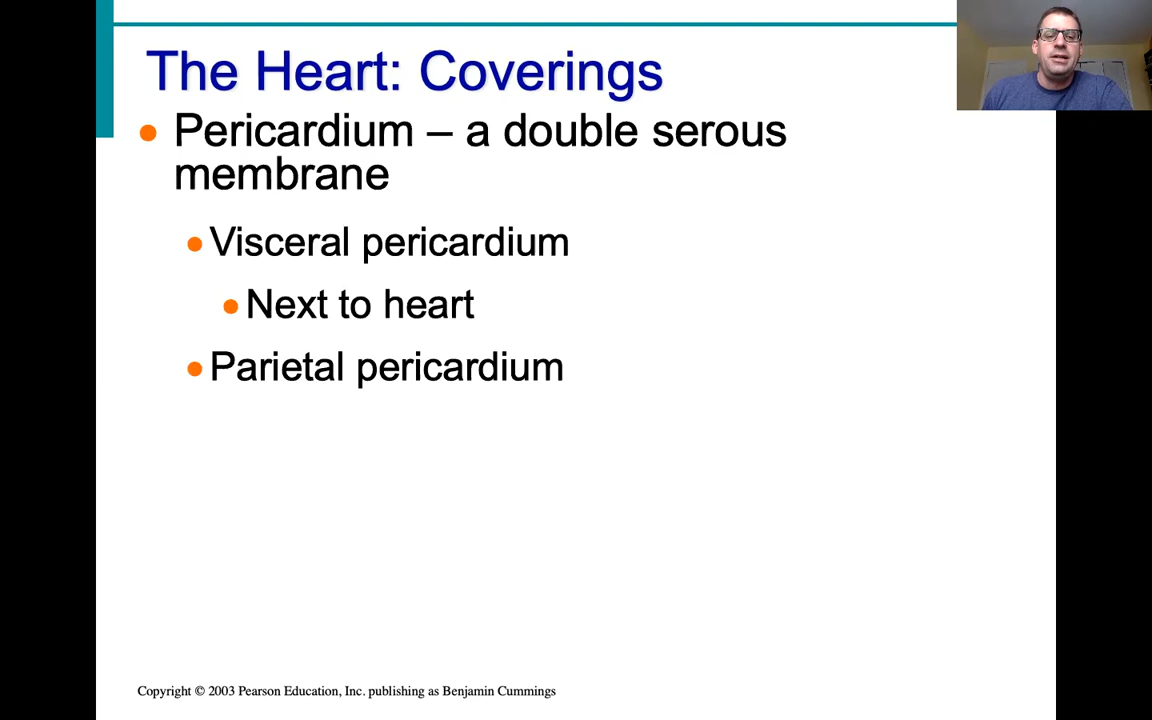 The Heart: Coverings
Pericardium – a double serous
membrane
Visceral pericardium
Next to heart
Parietal pericardium
Copyright © 2003 Pearson Education, Inc. publishing as Benjamin Cummings